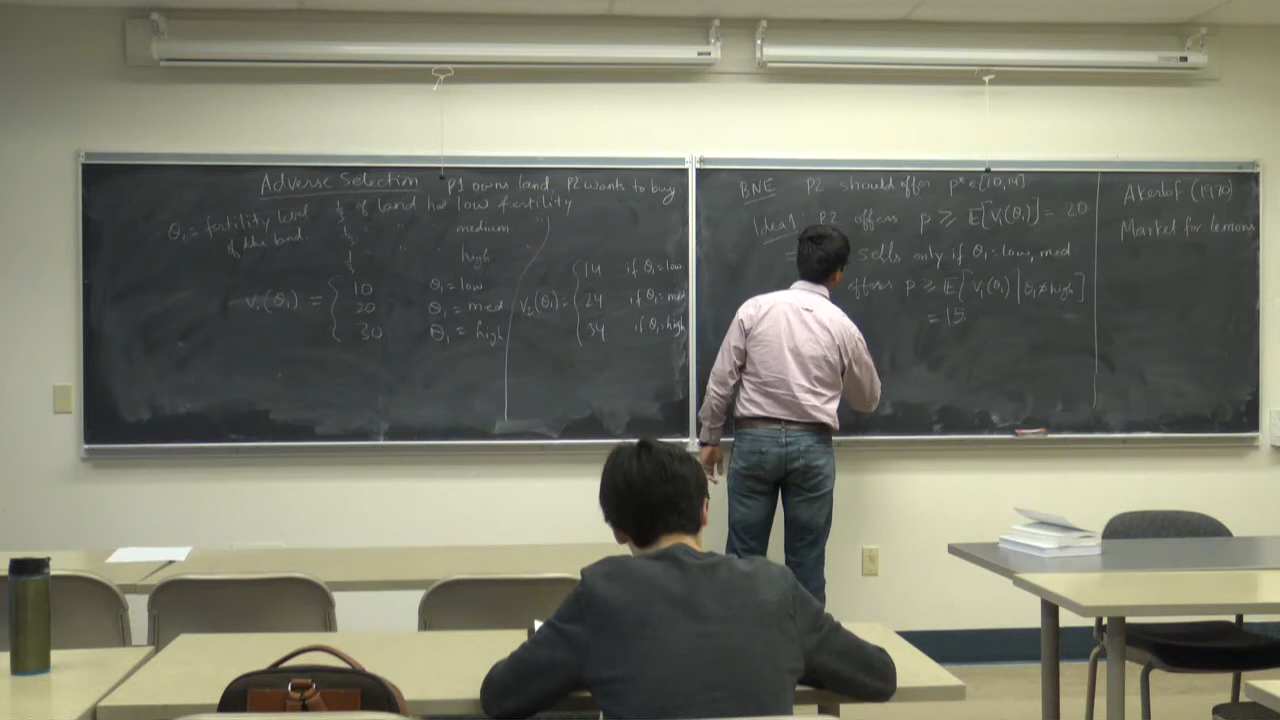 Adverse Selection P1 owns land, P2 wants to buy
θ₁ = fertility level of the land.
1/3 of land has low fertility
1/3 " " medium "
1/3 high "
V₁(θ₁) = { 10 θ₁ = low
20 θ₁ = med
30 θ₁ = high
V₂(θ₁) = { 14 if θ₁ = low
24 if θ₁ = med
34 if θ₁ = high
BNE P2 should offer p* ∈ [10,14]
Idea 1: P2 offers p ≥ E[V₁(θ₁)] = 20
sells only if θ₁ = low, med
offers p ≥ E[V₁(θ₁) | θ₁ ≠ high]
= 15
Akerlof (1970)
Market for Lemons